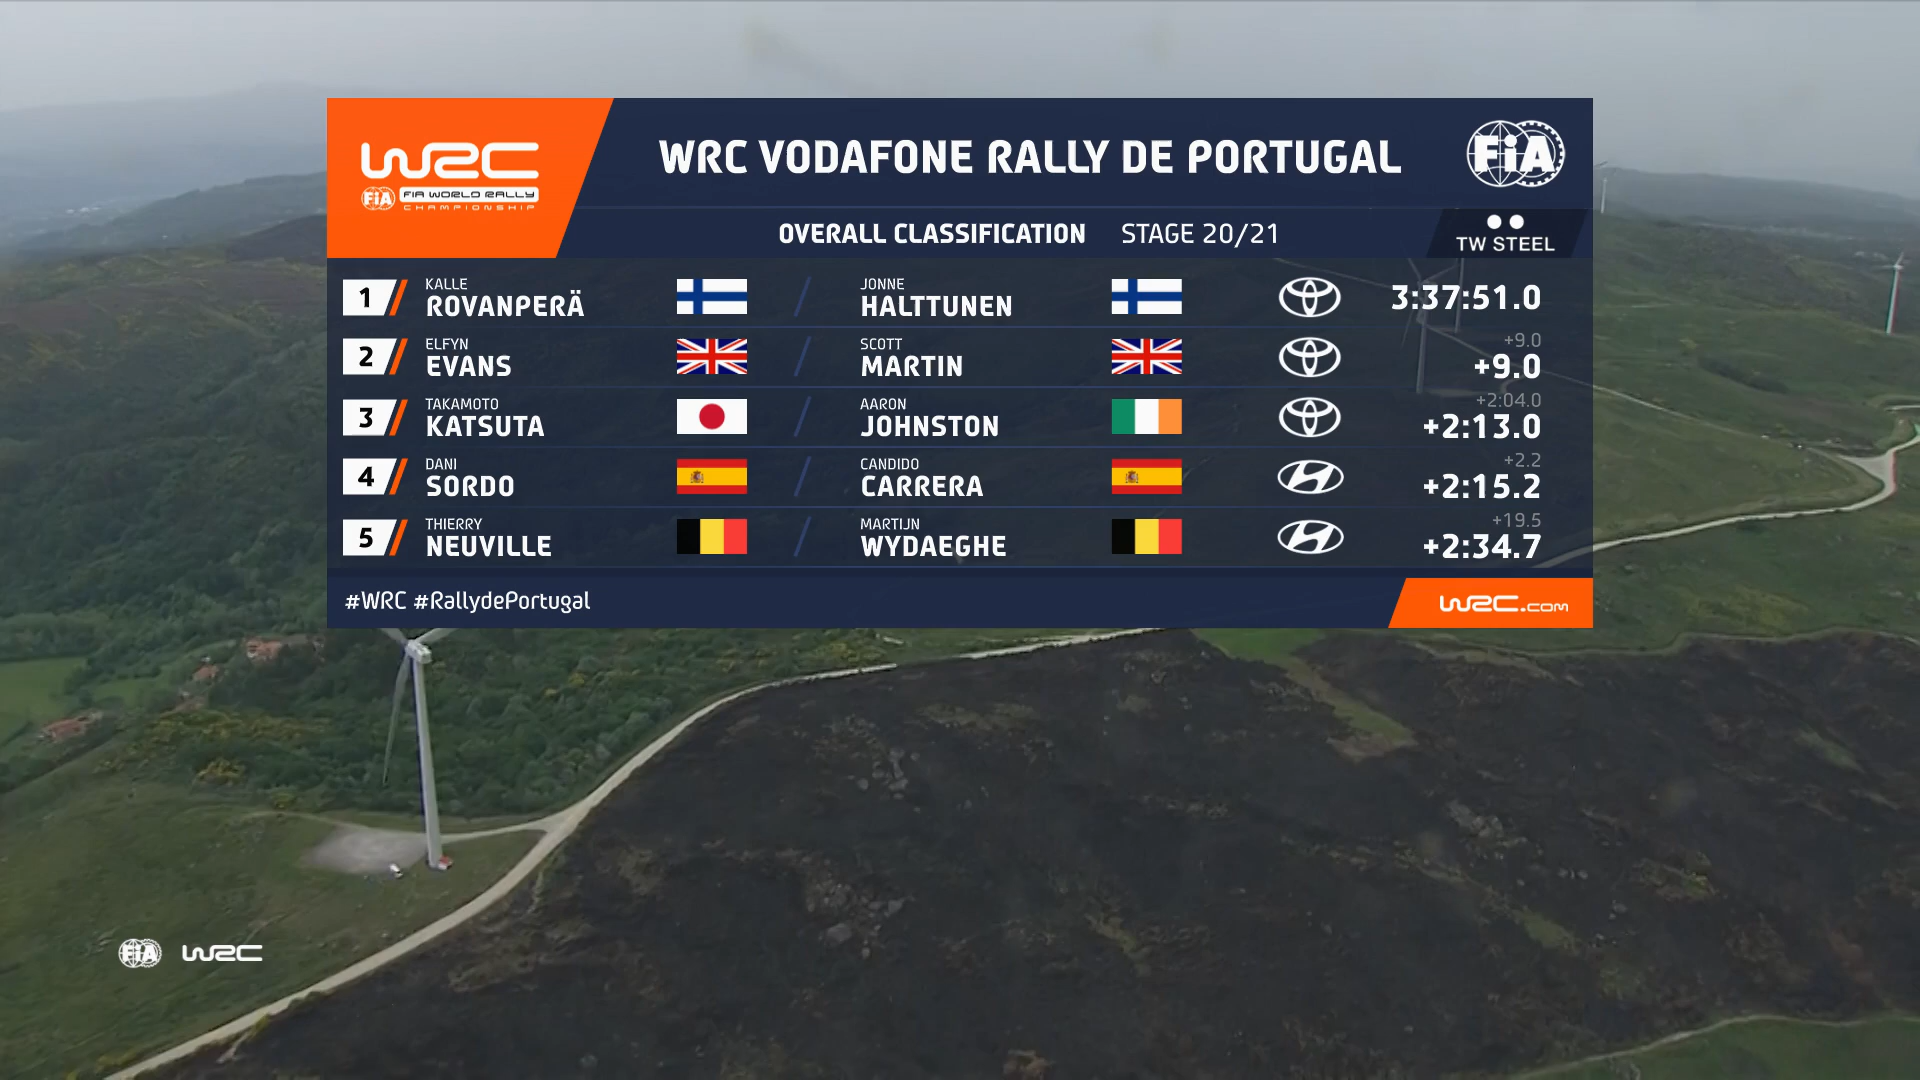 WRC
FIA
FIA WORLD RALLY
CHAMPIONSHIP
WRC VODAFONE RALLY DE PORTUGAL
FiA
OVERALL CLASSIFICATION STAGE 20/21
TW STEEL
1 KALLE ROVANPERÄ JONNE HALTTUNEN 3:37:51.0
2 ELFYN EVANS SCOTT MARTIN +9.0 +9.0
3 TAKAMOTO KATSUTA AARON JOHNSTON +2:04.0 +2:13.0
4 DANI SORDO CANDIDO CARRERA +2.2 +2:15.2
5 THIERRY NEUVILLE MARTIJN WYDAEGHE +19.5 +2:34.7
#WRC #RallydePortugal
WRC.COM
FiA WRC